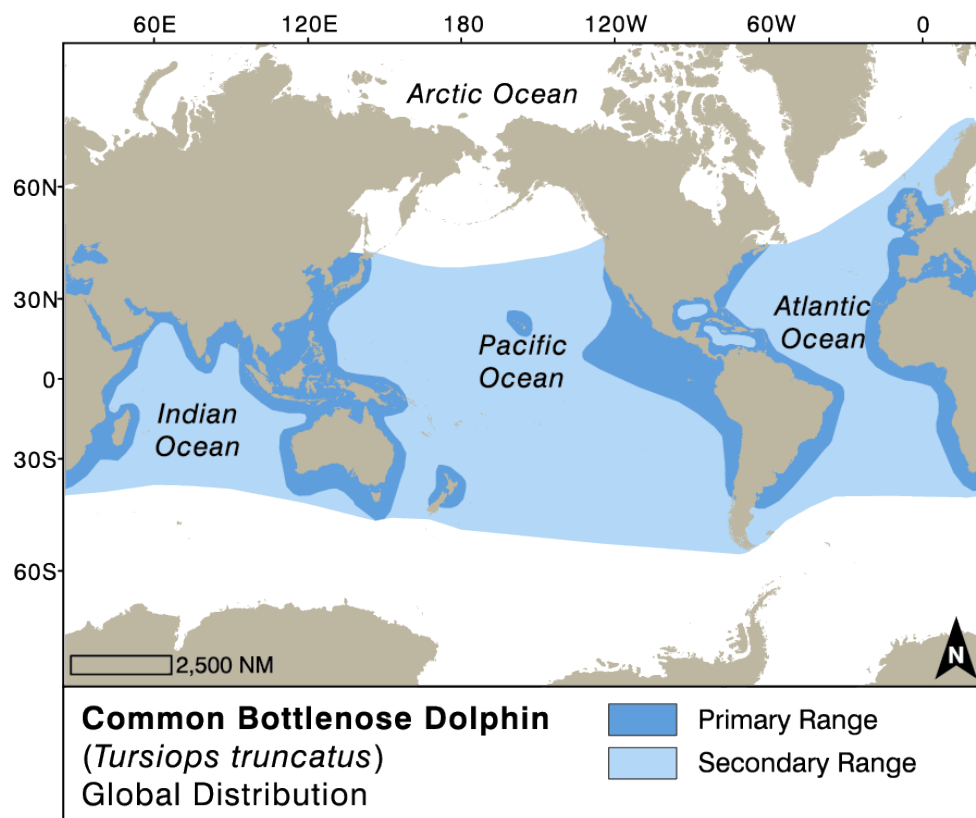 60E 120E 180 120W 60W 0
Arctic Ocean
60N
30N
Atlantic
Ocean
Pacific
Ocean
0
Indian
Ocean
30S
60S
2,500 NM
N
Common Bottlenose Dolphin
(Tursiops truncatus)
Global Distribution
Primary Range
Secondary Range